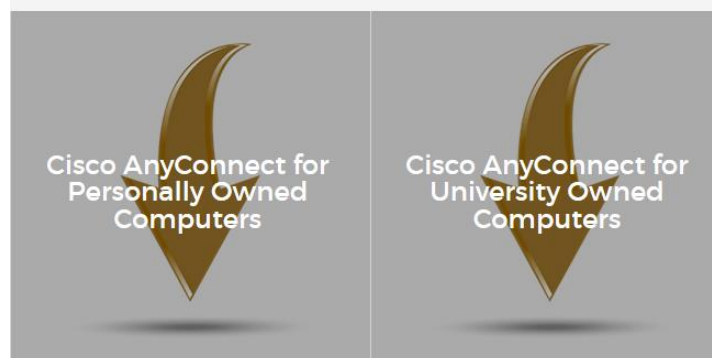 Cisco AnyConnect for
Personally Owned
Computers
Cisco AnyConnect for
University Owned
Computers